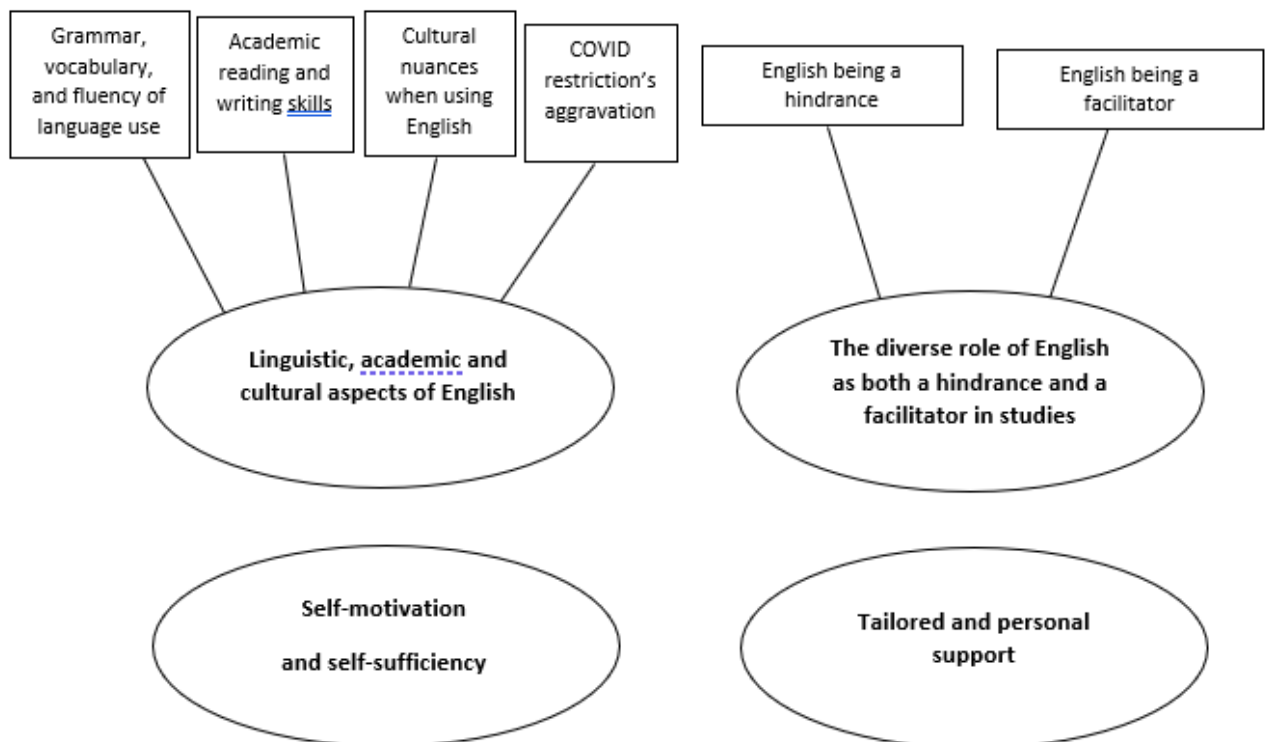 Grammar,
vocabulary,
and fluency of
language use
Academic
reading and
writing skills
Cultural
nuances
when using
English
COVID
restriction's
aggravation
English being a
hindrance
English being a
facilitator
Linguistic, academic and
cultural aspects of English
The diverse role of English
as both a hindrance and a
facilitator in studies
Self-motivation
and self-sufficiency
Tailored and personal
support